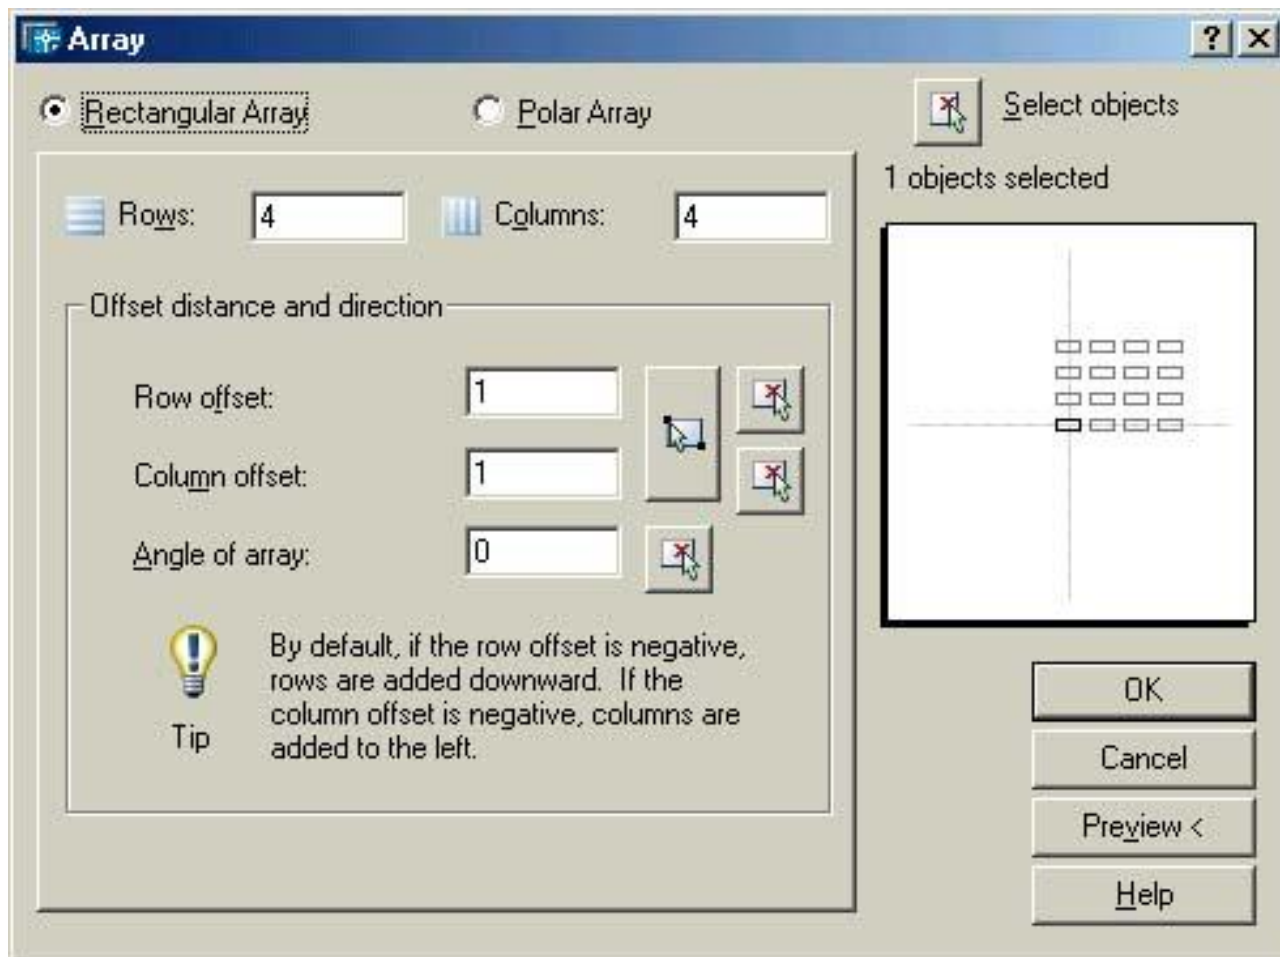 Array
Rectangular Array
Polar Array
Select objects
1 objects selected
Rows:
4
Columns:
4
Offset distance and direction
Row offset:
1
Column offset:
1
Angle of array:
0
Tip
By default, if the row offset is negative,
rows are added downward. If the
column offset is negative, columns are
added to the left.
OK
Cancel
Preview <
Help